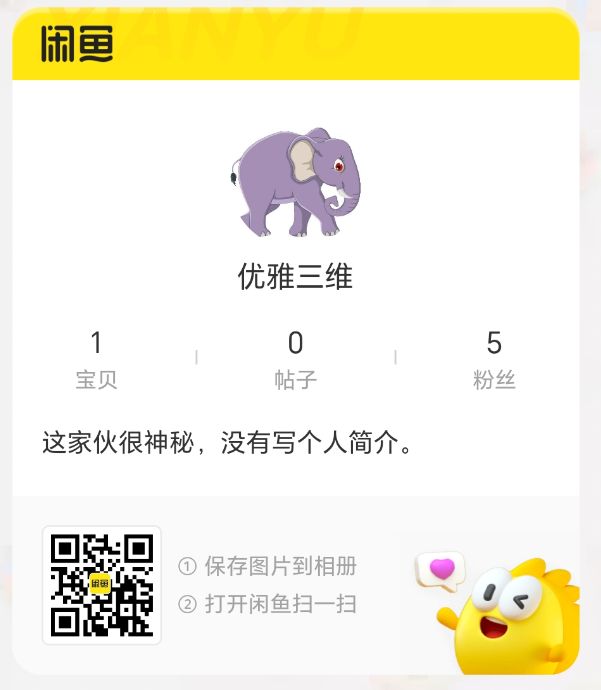 XIANYU
闲鱼
优雅三维
1
宝贝
0
帖子
5
粉丝
这家伙很神秘，没有写个人简介。
闲鱼
① 保存图片到相册
② 打开闲鱼扫一扫